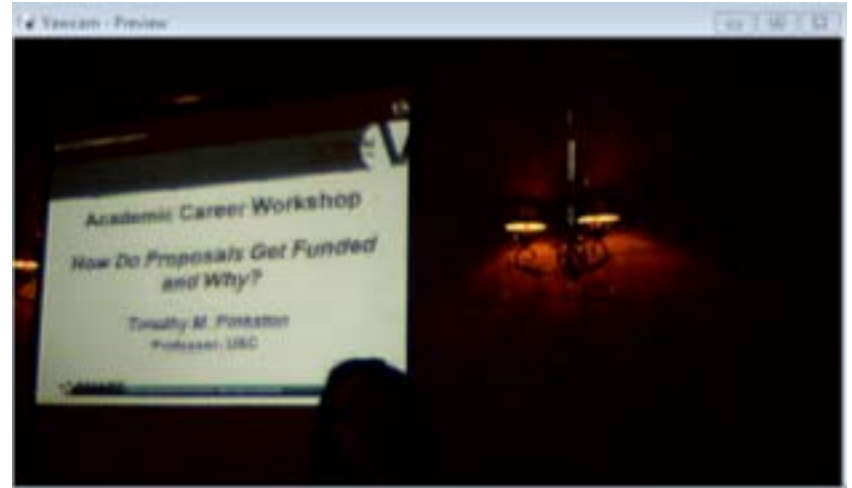 Yawcam - Preview
Academic Career Workshop
How Do Proposals Get Funded
and Why?
Timothy M. Pinkston
Professor, USC